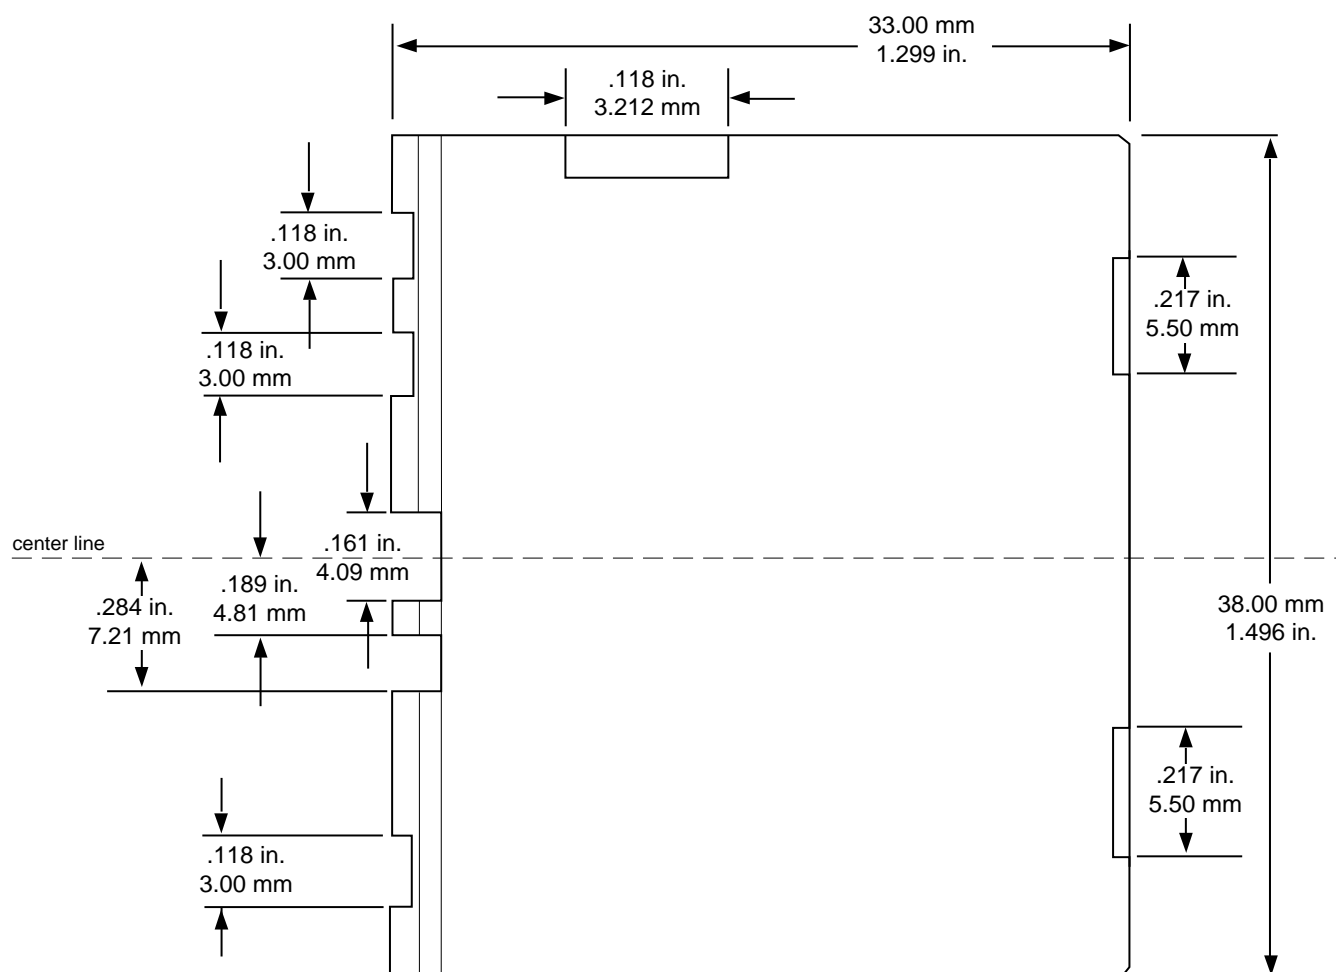 33.00 mm
1.299 in.
.118 in.
3.212 mm
.118 in.
3.00 mm
.217 in.
5.50 mm
.118 in.
3.00 mm
center line
.161 in.
4.09 mm
.189 in.
4.81 mm
.284 in.
7.21 mm
38.00 mm
1.496 in.
.217 in.
5.50 mm
.118 in.
3.00 mm